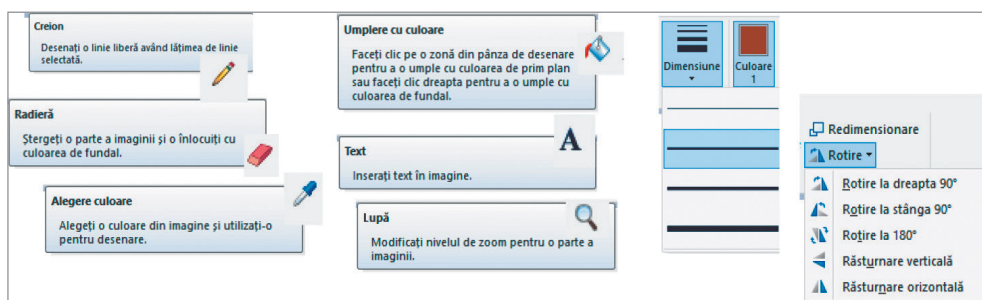 Creion
Desenați o linie liberă având lățimea de linie
selectată.
Radieră
Ștergeți o parte a imaginii și o înlocuiți cu
culoarea de fundal.
Alegere culoare
Alegeți o culoare din imagine și utilizați-o
pentru desenare.
Umplere cu culoare
Faceți clic pe o zonă din pânza de desenare
pentru a o umple cu culoarea de prim plan
sau faceți clic dreapta pentru a o umple cu
culoarea de fundal.
Text
Inserați text în imagine.
A
Lupă
Modificați nivelul de zoom pentru o parte a
imaginii.
Dimensiune
Culoare
1
Redimensionare
Rotire
Rotire la dreapta 90°
Rotire la stânga 90°
Rotire la 180°
Răsturnare verticală
Răsturnare orizontală